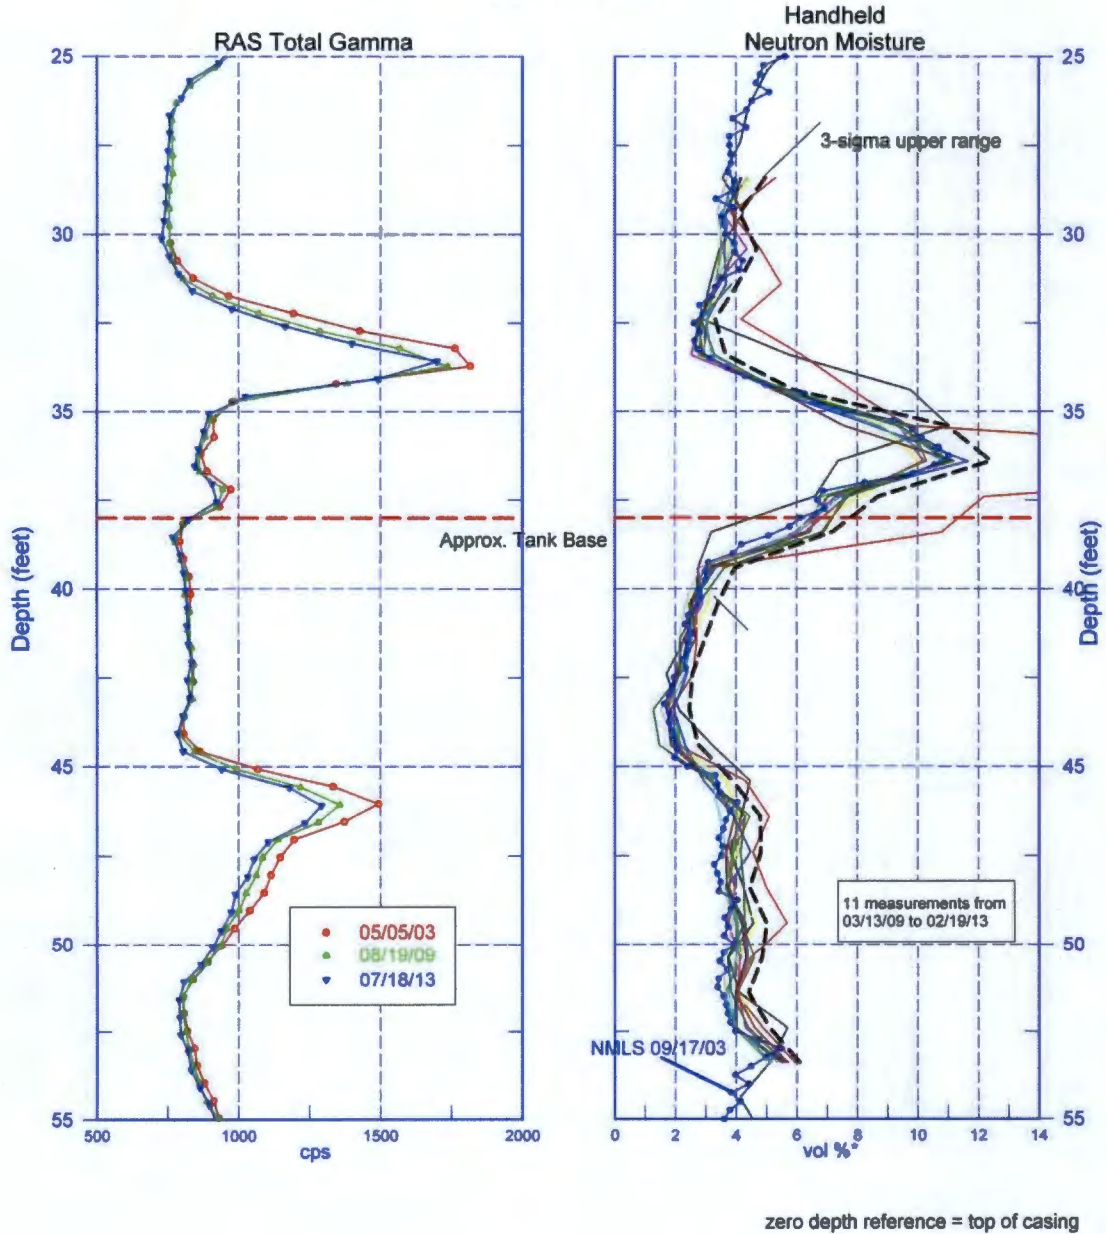 RAS Total Gamma
25
30
35
40
45
50
55
Depth (feet)
500
1000
1500
2000
cps
05/05/03
08/19/09
07/18/13
Approx. Tank Base
Handheld
Neutron Moisture
3-sigma upper range
11 measurements from
03/13/09 to 02/19/13
NMLS 09/17/03
0
2
4
6
8
10
12
14
vol %*
25
30
35
40
45
50
55
Depth (feet)
zero depth reference = top of casing